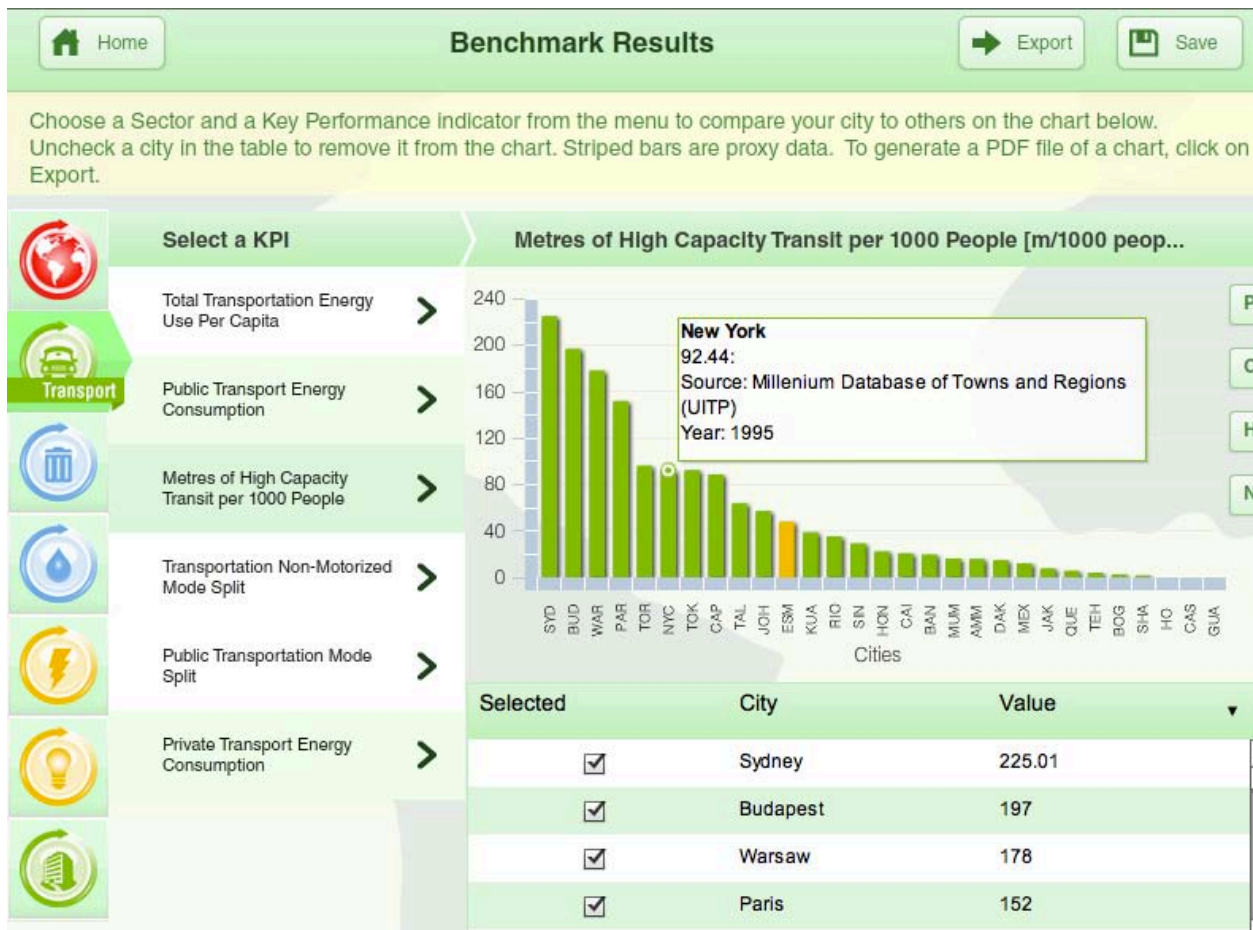 Home
Benchmark Results
Export
Save
Choose a Sector and a Key Performance indicator from the menu to compare your city to others on the chart below.
Uncheck a city in the table to remove it from the chart. Striped bars are proxy data. To generate a PDF file of a chart, click on
Export.
Select a KPI
Metres of High Capacity Transit per 1000 People [m/1000 peop...
Transport
Total Transportation Energy
Use Per Capita
Public Transport Energy
Consumption
Metres of High Capacity
Transit per 1000 People
Transportation Non-Motorized
Mode Split
Public Transportation Mode
Split
Private Transport Energy
Consumption
240
200
160
120
80
40
0
New York
92.44:
Source: Millenium Database of Towns and Regions
(UITP)
Year: 1995
SYD BUD WAR PAR TOR NYC TOK CAP TAL JOH ESM KUA RIO SIN HON CAI BAN MUM AMM DAK MEX JAK QUE TEH BOG SHA HO CAS GUA
Cities
P
H
N
Selected City Value
Sydney 225.01
Budapest 197
Warsaw 178
Paris 152